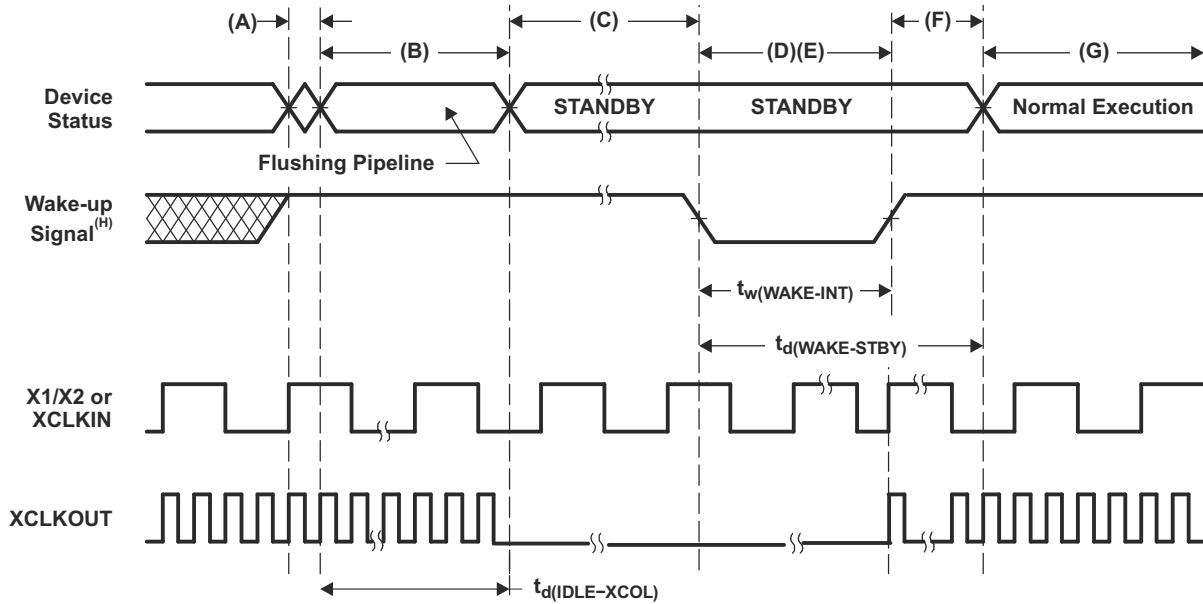 (A)
(C)
(F)
(B)
(D)(E)
(G)
Device
Status
STANDBY
STANDBY
Normal Execution
Flushing Pipeline
Wake-up
Signal(H)
tw(WAKE-INT)
td(WAKE-STBY)
X1/X2 or
XCLKIN
XCLKOUT
td(IDLE−XCOL)